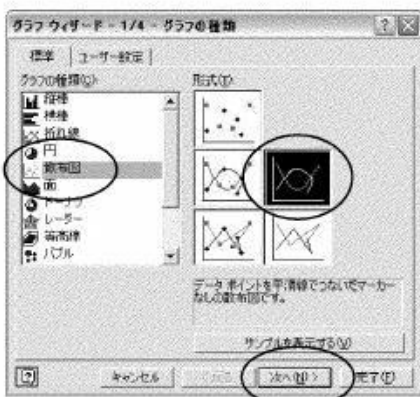 グラフ ウィザード - 1/4 - グラフの種類
標準
ユーザー設定
グラフの種類(C):
縦棒
横棒
折れ線
円
散布図
面
ドーナツ
レーダー
等高線
バブル
形式(T):
データ ポイントを平滑線でつないだマーカー
なしの散布図です。
サンプルを表示する(V)
キャンセル
次へ(N) >
完了(F)